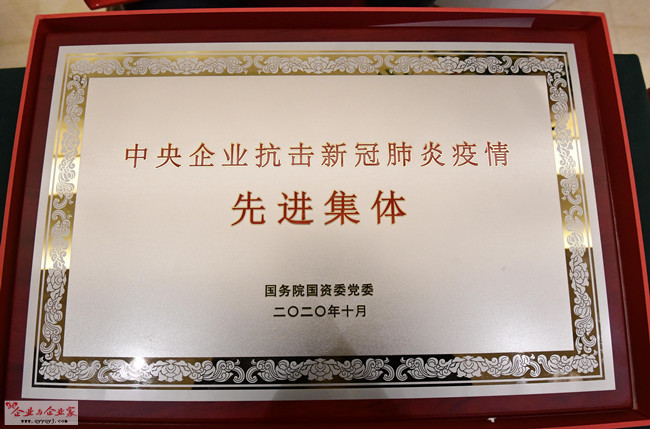 中央企业抗击新冠肺炎疫情
先进集体
国务院国资委党委
二〇二〇年十月
企业与企业家
www.qyyqyj.com